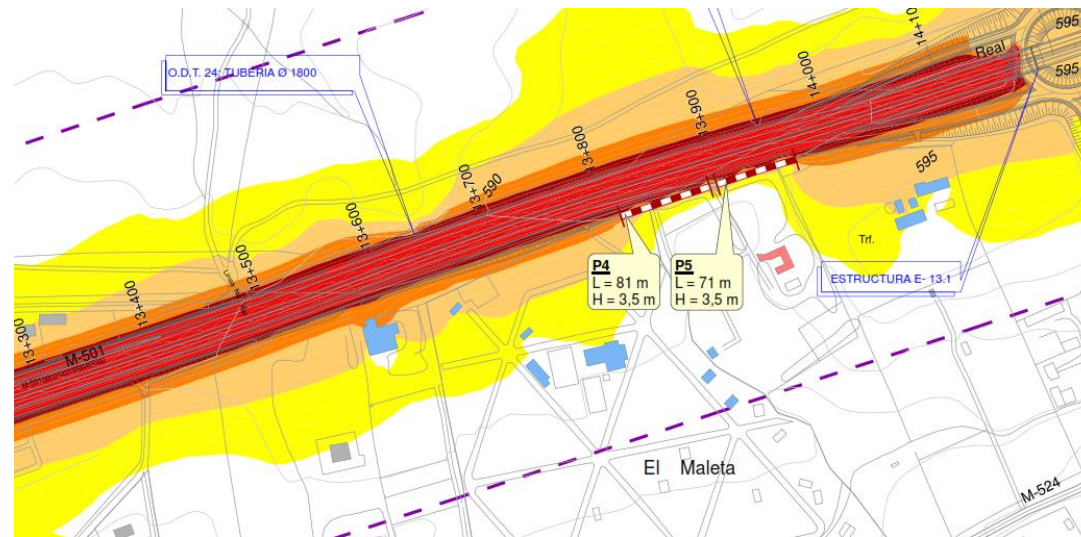 595
595
14+100
Real
14+000
13+900
13+800
13+700
590
13+600
13+500
13+400
13+300
O.D.T. 24: TUBERIA Ø 1800
M-501
595
Trf.
P4
L = 81 m
H = 3,5 m
P5
L = 71 m
H = 3,5 m
ESTRUCTURA E- 13.1
El Maleta
M-524